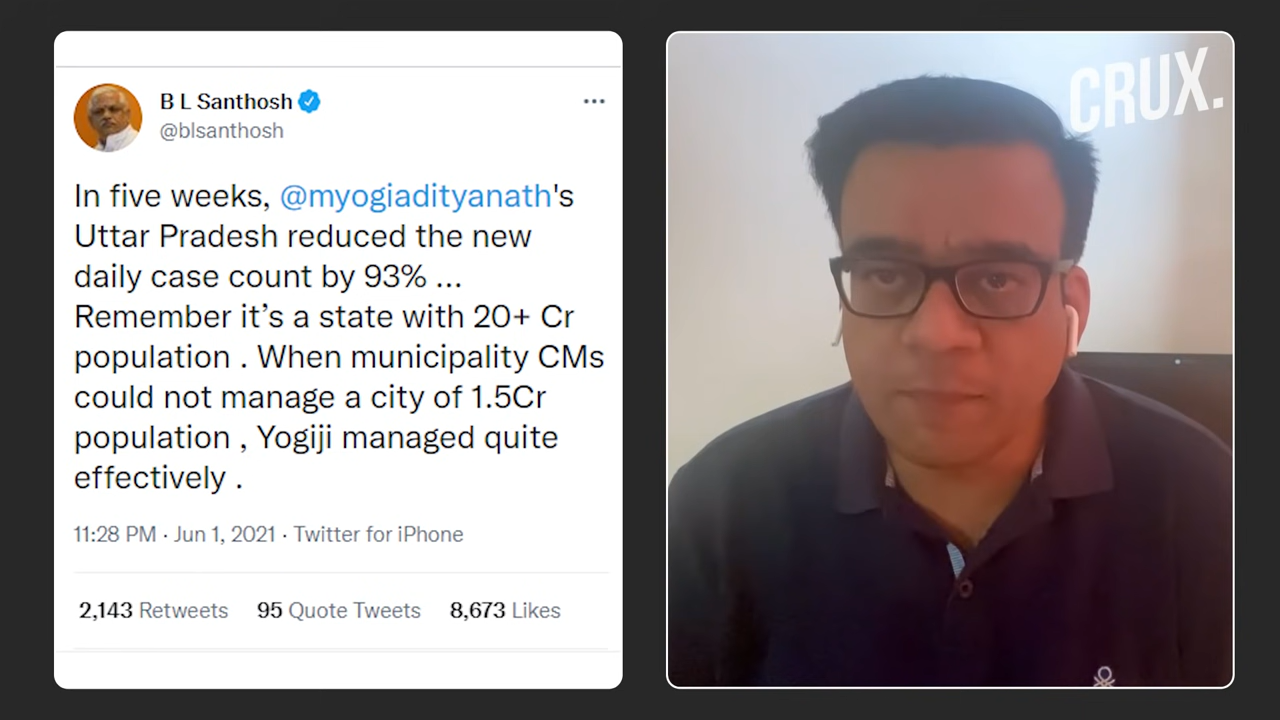 B L Santhosh
@blsanthosh
In five weeks, @myogiadityanath's
Uttar Pradesh reduced the new
daily case count by 93% ...
Remember it’s a state with 20+ Cr
population . When municipality CMs
could not manage a city of 1.5Cr
population , Yogiji managed quite
effectively .
11:28 PM · Jun 1, 2021 · Twitter for iPhone
2,143 Retweets 95 Quote Tweets 8,673 Likes
CRUX.